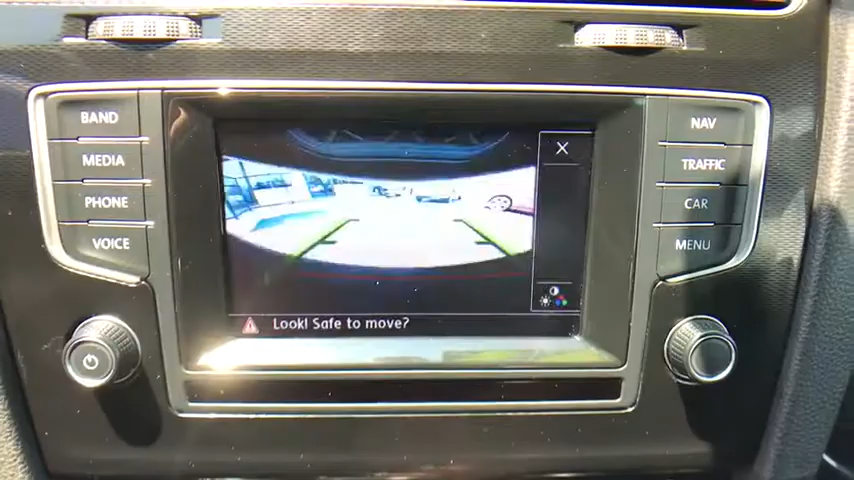 BAND
MEDIA
PHONE
VOICE
NAV
TRAFFIC
CAR
MENU
Look! Safe to move?